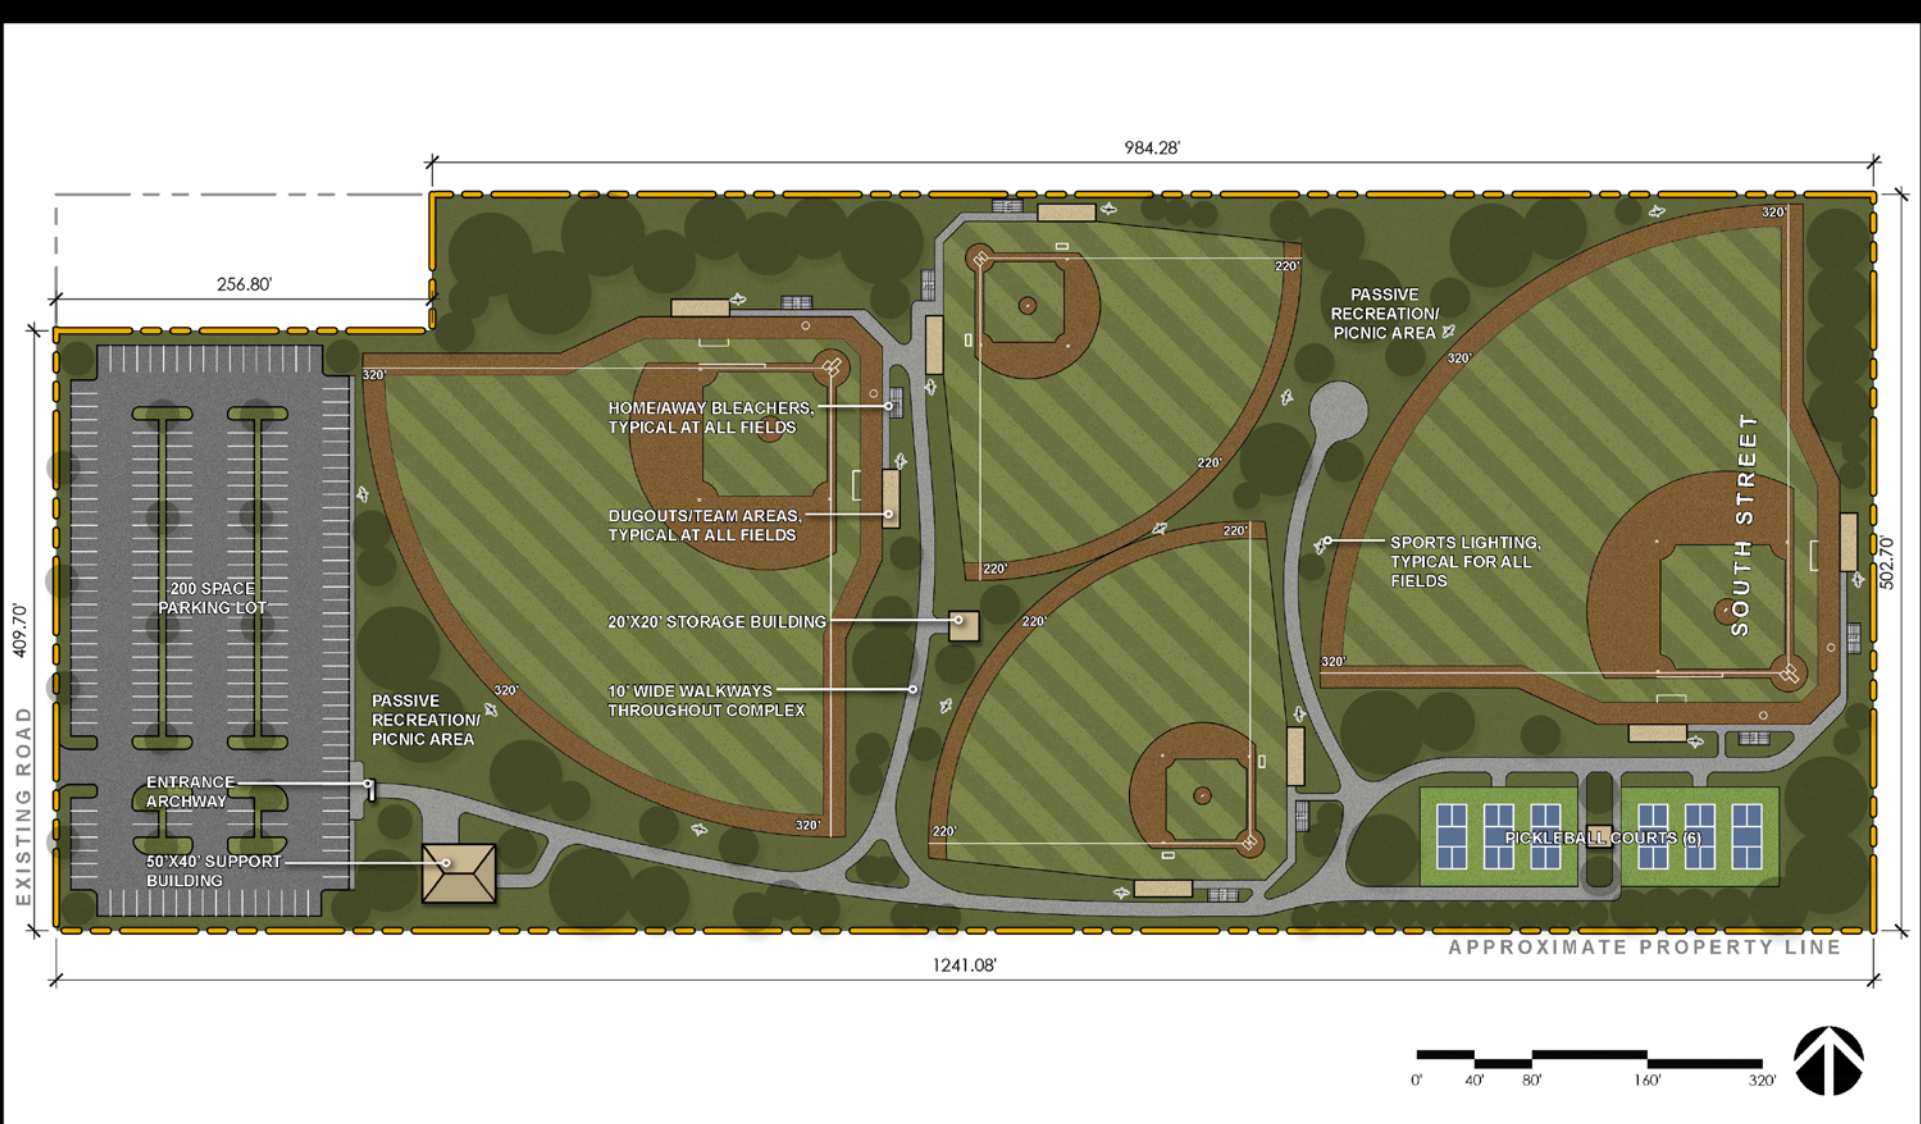 984.28'
256.80'
320'
220'
PASSIVE
RECREATION/
PICNIC AREA
320'
320'
HOME/AWAY BLEACHERS,
TYPICAL AT ALL FIELDS
220'
SOUTH STREET
DUGOUTS/TEAM AREAS,
TYPICAL AT ALL FIELDS
220'
SPORTS LIGHTING,
TYPICAL FOR ALL
FIELDS
502.70'
220'
200 SPACE
PARKING LOT
409.70'
20'X20' STORAGE BUILDING
220'
320'
320'
10' WIDE WALKWAYS
THROUGHOUT COMPLEX
PASSIVE
RECREATION/
PICNIC AREA
EXISTING ROAD
ENTRANCE
ARCHWAY
320'
220'
PICKLEBALL COURTS (6)
50'X40' SUPPORT
BUILDING
APPROXIMATE PROPERTY LINE
1241.08'
0' 40' 80' 160' 320'